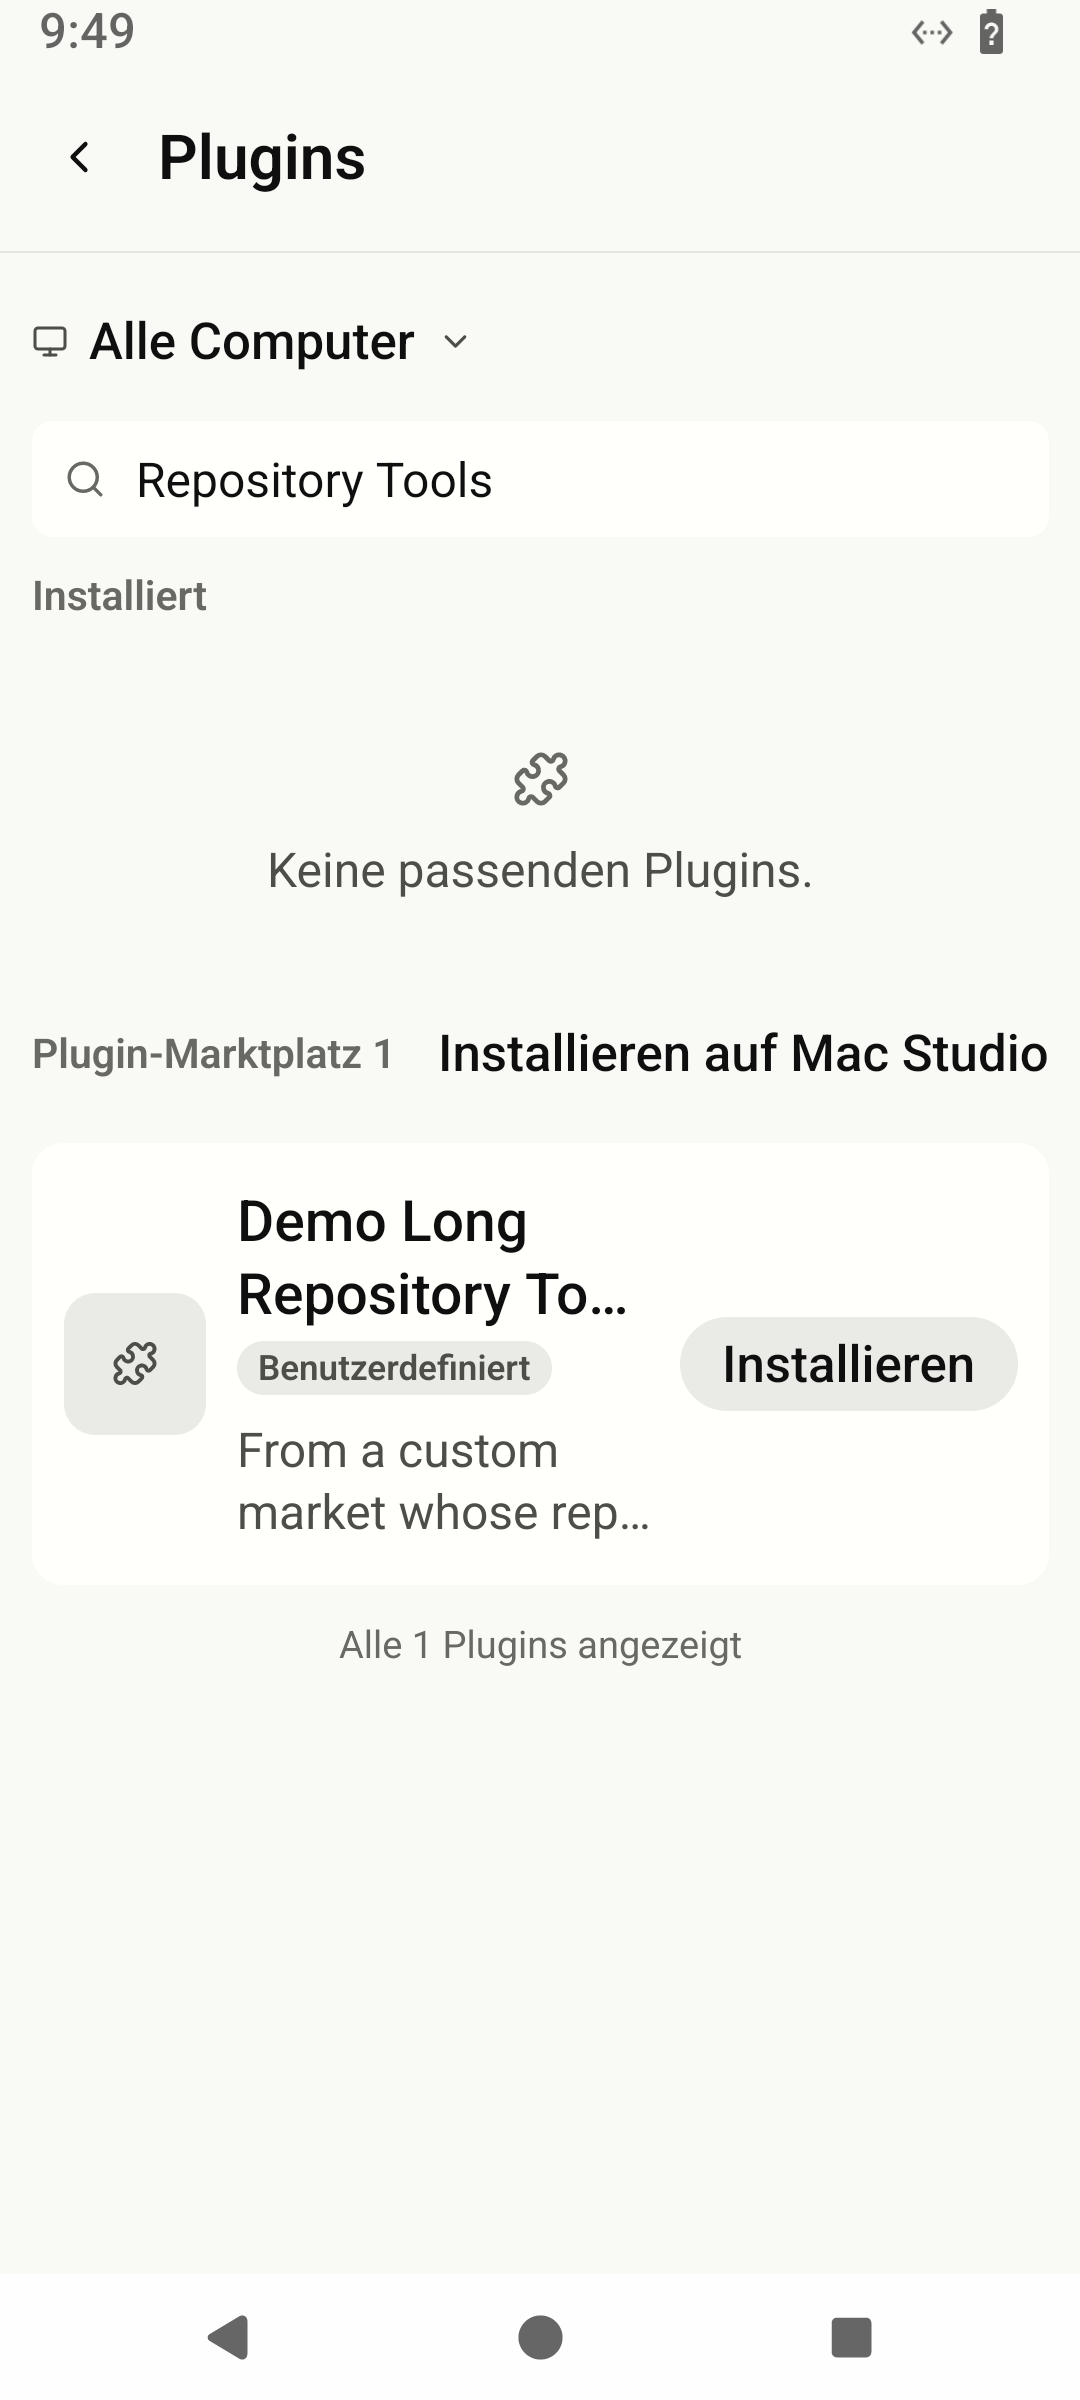 9:49
Plugins
Alle Computer
Repository Tools
Installiert
Keine passenden Plugins.
Plugin-Marktplatz 1
Installieren auf Mac Studio
Demo Long
Repository To…
Benutzerdefiniert
Installieren
From a custom
market whose rep…
Alle 1 Plugins angezeigt